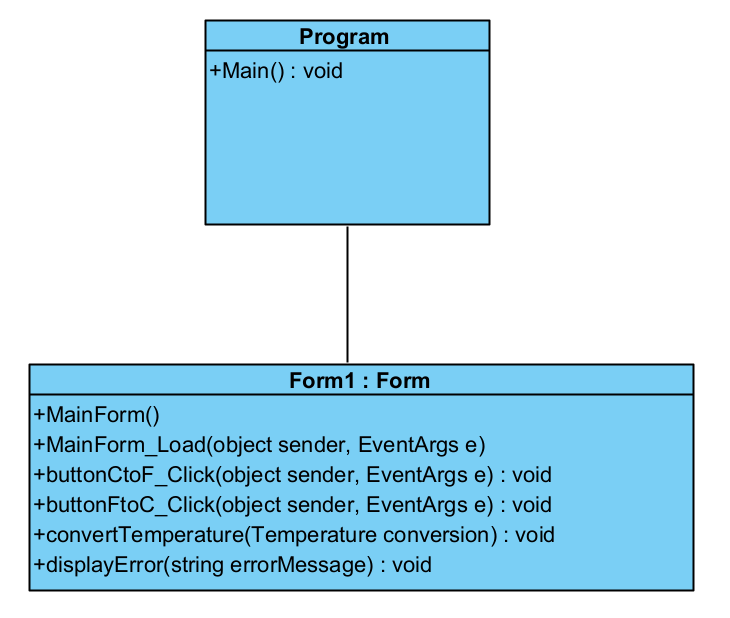 Program
+Main() : void
Form1 : Form
+MainForm()
+MainForm_Load(object sender, EventArgs e)
+buttonCtoF_Click(object sender, EventArgs e) : void
+buttonFtoC_Click(object sender, EventArgs e) : void
+convertTemperature(Temperature conversion) : void
+displayError(string errorMessage) : void